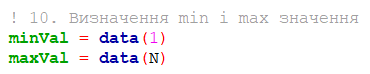 ! 10. Визначення min і max значення
minVal = data(1)
maxVal = data(N)